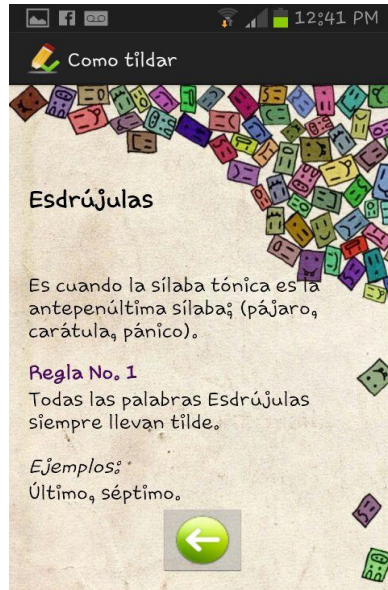 12:41 PM
Como tildar
Esdrújulas
Es cuando la sílaba tónica es la
antepenúltima sílaba; (pájaro,
carátula, pánico).
Regla No. 1
Todas las palabras Esdrújulas
siempre llevan tilde.
Ejemplos:
Último, séptimo.